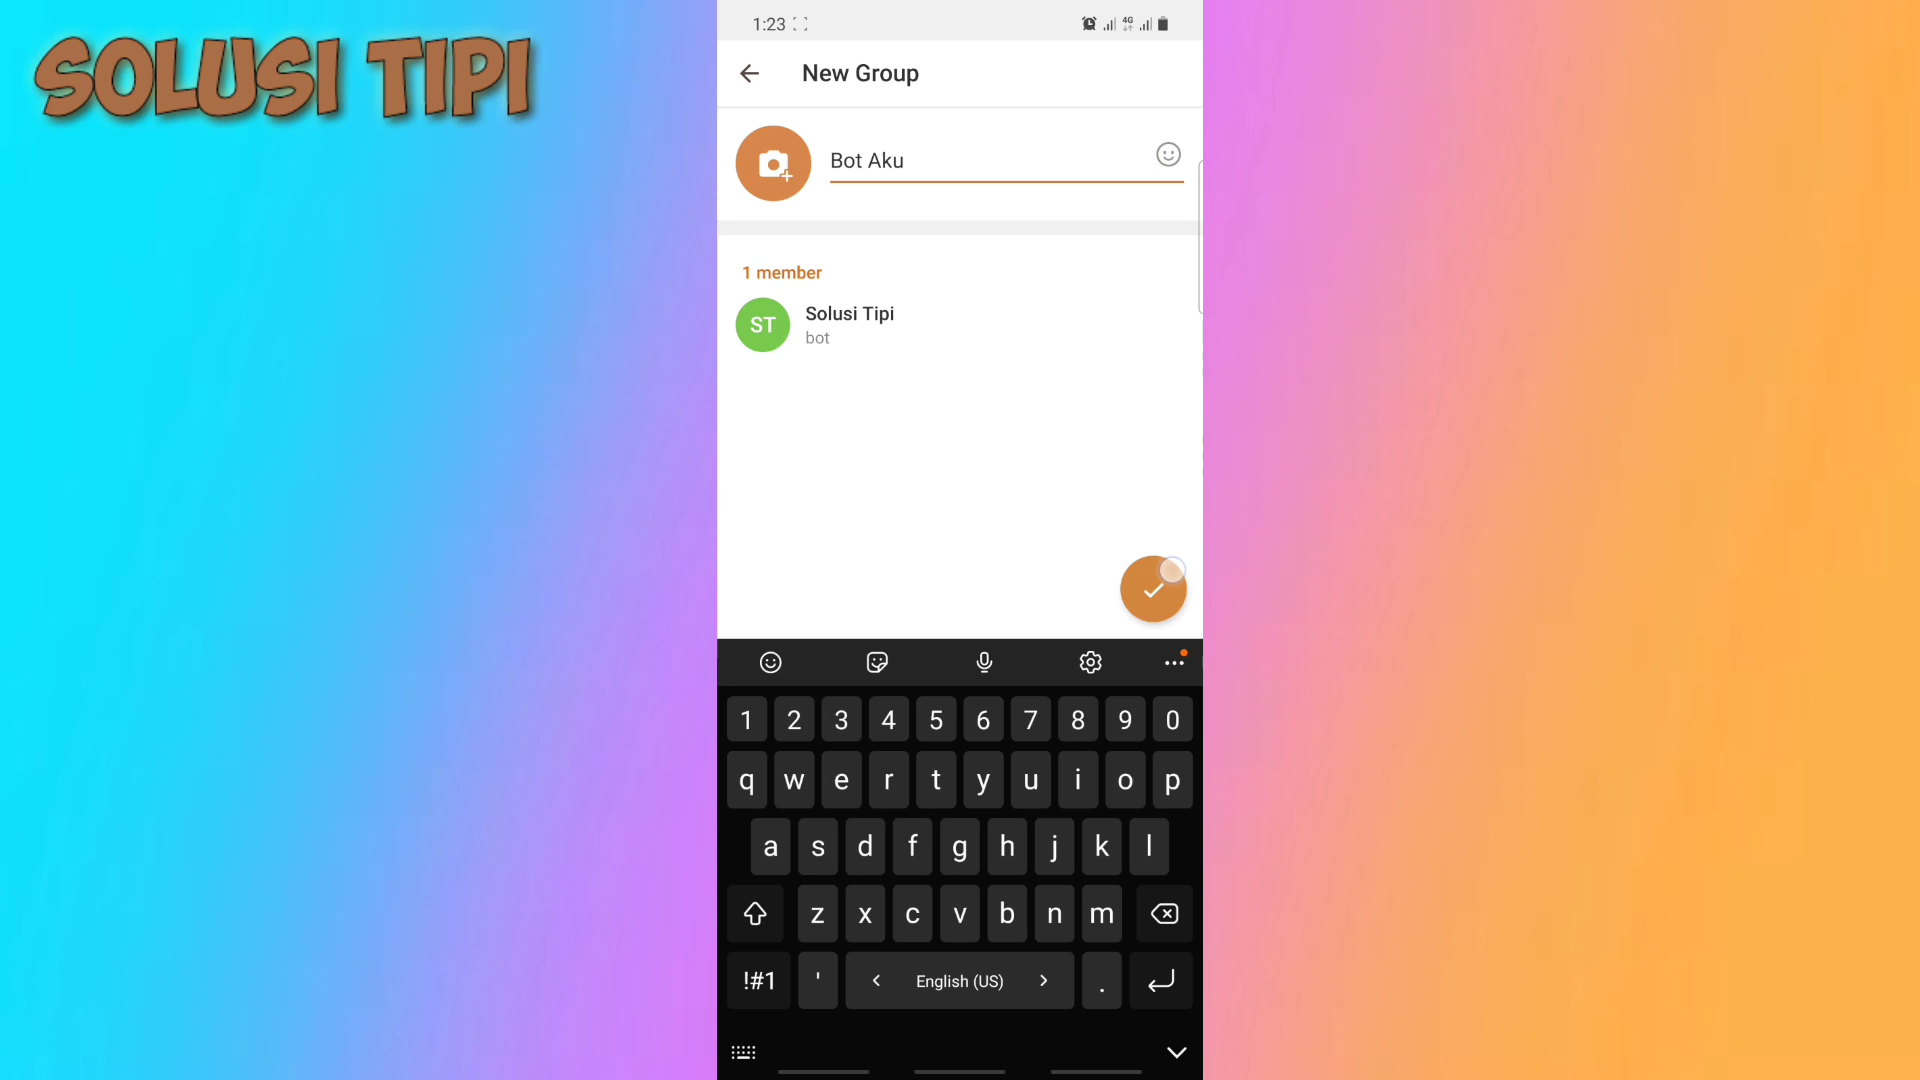 SOLUSI TIPI
1:23
4G
New Group
Bot Aku
1 member
ST
Solusi Tipi
bot
1 2 3 4 5 6 7 8 9 0
q w e r t y u i o p
a s d f g h j k l
z x c v b n m
!#1 ' < English (US) > .